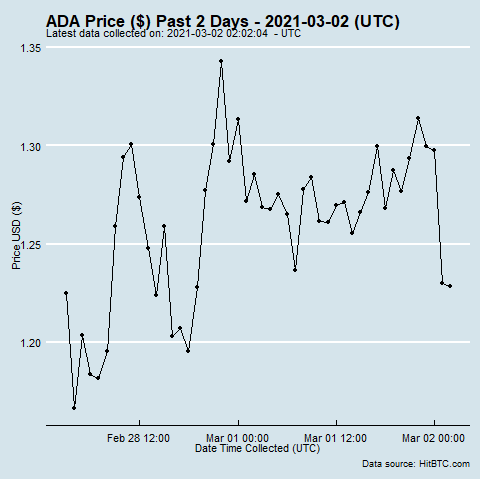 ADA Price ($) Past 2 Days - 2021-03-02 (UTC)
Latest data collected on: 2021-03-02 02:02:04 - UTC
1.35
1.30
1.25
1.20
Price USD ($)
Feb 28 12:00 Mar 01 00:00 Mar 01 12:00 Mar 02 00:00
Date Time Collected (UTC)
Data source: HitBTC.com